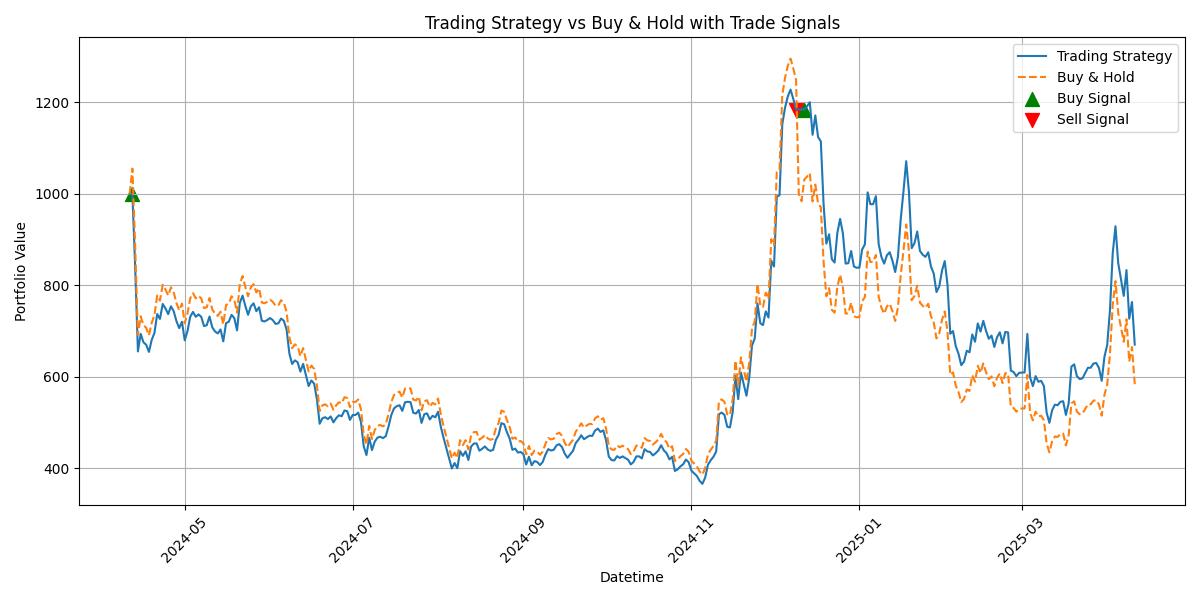 Trading Strategy vs Buy & Hold with Trade Signals
Trading Strategy
Buy & Hold
Buy Signal
Sell Signal
Portfolio Value
1200
1000
800
600
400
2024-05
2024-07
2024-09
2024-11
2025-01
2025-03
Datetime